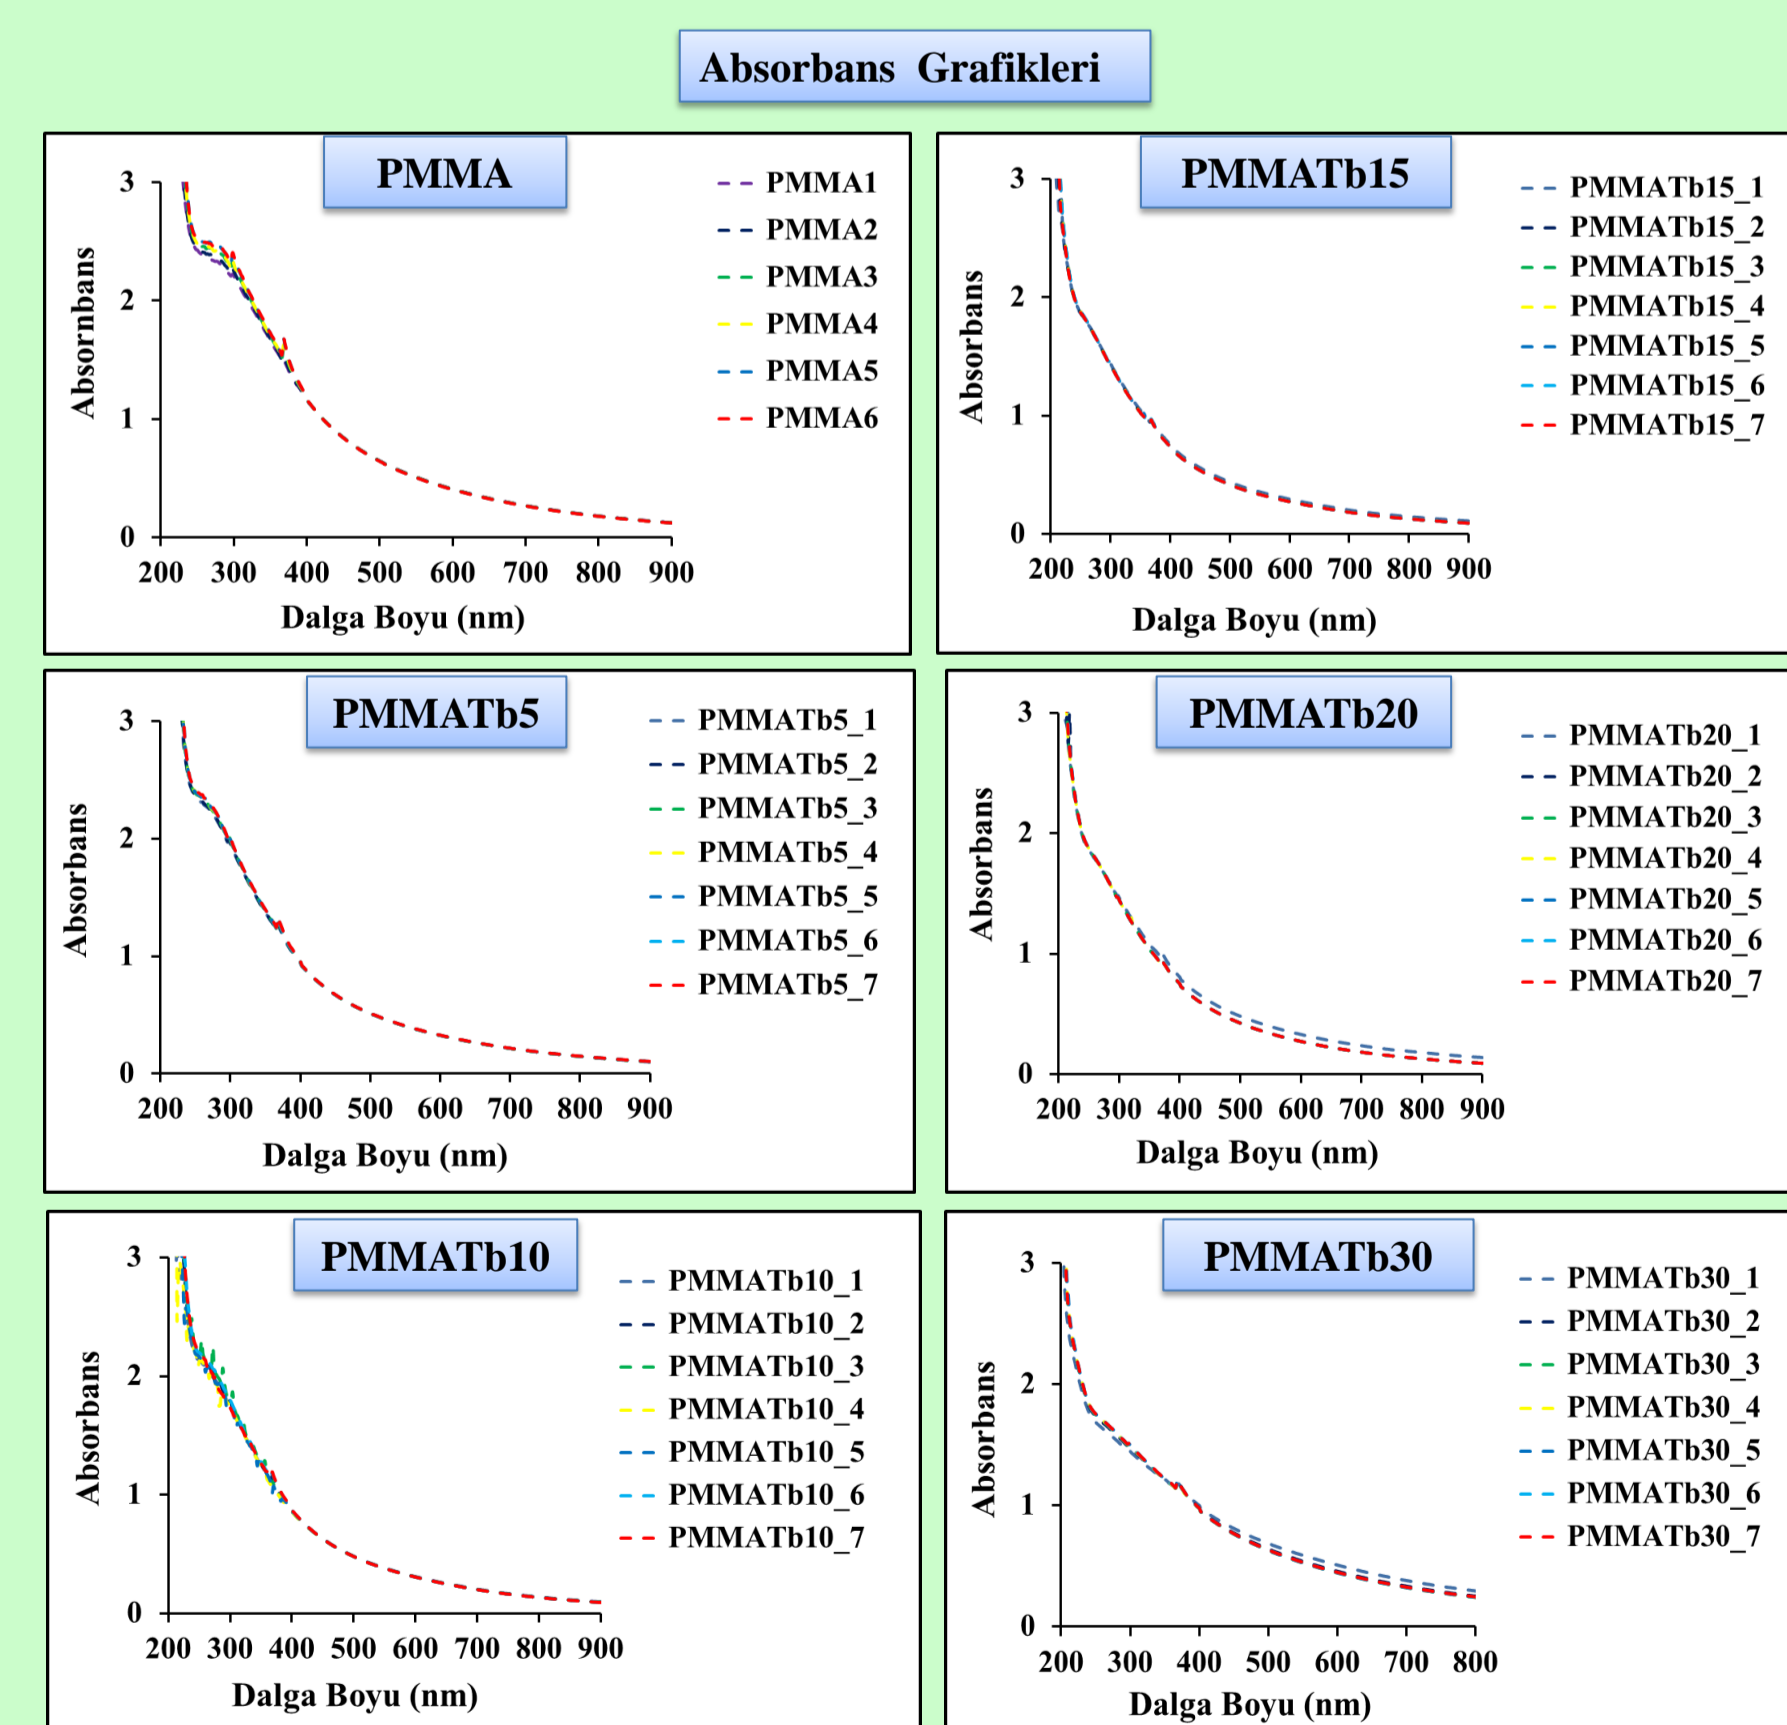 Absorbans Grafikleri
PMMA
Absornbans
3
2
1
0
200 300 400 500 600 700 800 900
Dalga Boyu (nm)
PMMA1
PMMA2
PMMA3
PMMA4
PMMA5
PMMA6
PMMATb15
Absorbans
3
2
1
0
200 300 400 500 600 700 800 900
Dalga Boyu (nm)
PMMATb15_1
PMMATb15_2
PMMATb15_3
PMMATb15_4
PMMATb15_5
PMMATb15_6
PMMATb15_7
PMMATb5
Absorbans
3
2
1
0
200 300 400 500 600 700 800 900
Dalga Boyu (nm)
PMMATb5_1
PMMATb5_2
PMMATb5_3
PMMATb5_4
PMMATb5_5
PMMATb5_6
PMMATb5_7
PMMATb20
Absorbans
3
2
1
0
200 300 400 500 600 700 800 900
Dalga Boyu (nm)
PMMATb20_1
PMMATb20_2
PMMATb20_3
PMMATb20_4
PMMATb20_5
PMMATb20_6
PMMATb20_7
PMMATb10
Absorbans
3
2
1
0
200 300 400 500 600 700 800 900
Dalga Boyu (nm)
PMMATb10_1
PMMATb10_2
PMMATb10_3
PMMATb10_4
PMMATb10_5
PMMATb10_6
PMMATb10_7
PMMATb30
Absorbans
3
2
1
0
200 300 400 500 600 700 800
Dalga Boyu (nm)
PMMATb30_1
PMMATb30_2
PMMATb30_3
PMMATb30_4
PMMATb30_5
PMMATb30_6
PMMATb30_7